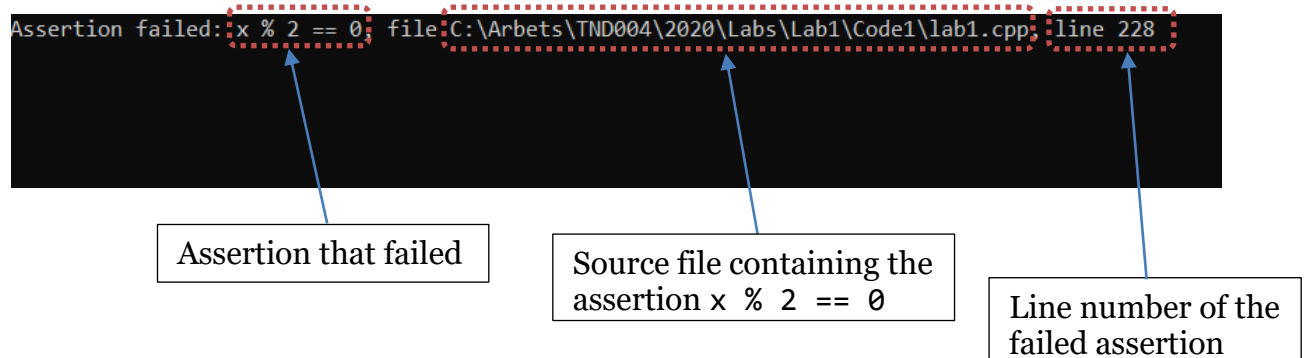 Assertion failed: x % 2 == 0, file C:\Arbets\TND004\2020\Labs\Lab1\Code1\lab1.cpp, line 228
Assertion that failed
Source file containing the
assertion x % 2 == 0
Line number of the
failed assertion